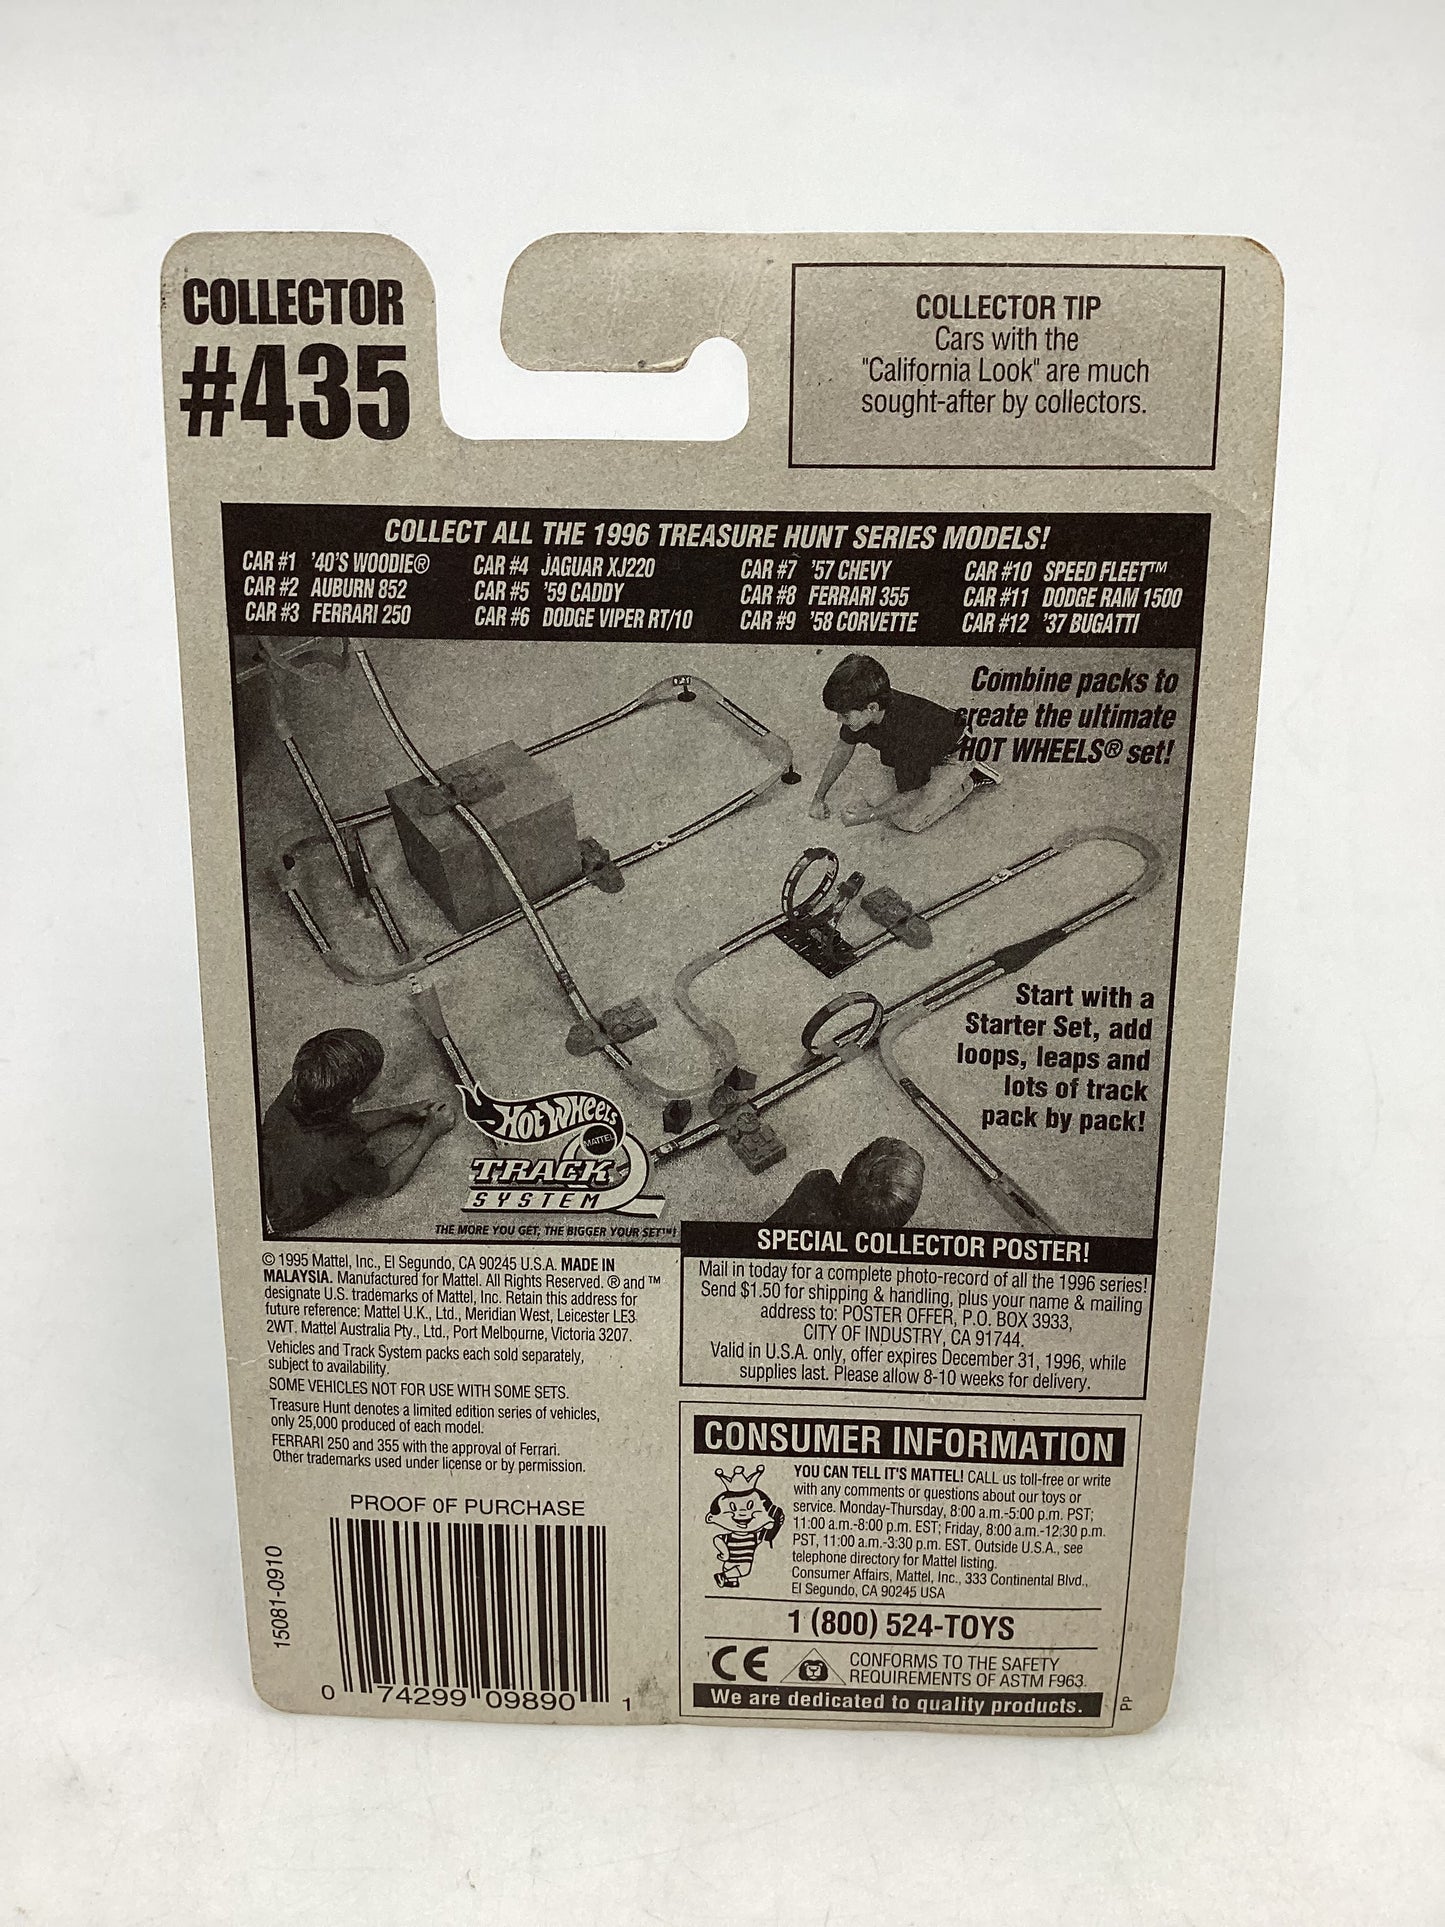 COLLECTOR
#435
COLLECTOR TIP
Cars with the
"California Look" are much
sought-after by collectors.
COLLECT ALL THE 1996 TREASURE HUNT SERIES MODELS!
CAR #1 '40'S WOODIE®
CAR #2 AUBURN 852
CAR #3 FERRARI 250
CAR #4 JAGUAR XJ220
CAR #5 '59 CADDY
CAR #6 DODGE VIPER RT/10
CAR #7 '57 CHEVY
CAR #8 FERRARI 355
CAR #9 '58 CORVETTE
CAR #10 SPEED FLEET™
CAR #11 DODGE RAM 1500
CAR #12 '37 BUGATTI
Combine packs to
create the ultimate
HOT WHEELS® set!
Start with a
Starter Set, add
loops, leaps and
lots of track
pack by pack!
HOT WHEELS
MATTEL
TRACK
SYSTEM
THE MORE YOU GET, THE BIGGER YOUR SET™!
© 1995 Mattel, Inc., El Segundo, CA 90245 U.S.A. MADE IN
MALAYSIA. Manufactured for Mattel. All Rights Reserved. ® and ™
designate U.S. trademarks of Mattel, Inc. Retain this address for
future reference: Mattel U.K., Ltd., Meridian West, Leicester LE3
2WT. Mattel Australia Pty., Ltd., Port Melbourne, Victoria 3207.
Vehicles and Track System packs each sold separately,
subject to availability.
SOME VEHICLES NOT FOR USE WITH SOME SETS.
Treasure Hunt denotes a limited edition series of vehicles,
only 25,000 produced of each model.
FERRARI 250 and 355 with the approval of Ferrari.
Other trademarks used under license or by permission.
PROOF OF PURCHASE
15081-0910
0 74299 09890 1
SPECIAL COLLECTOR POSTER!
Mail in today for a complete photo-record of all the 1996 series!
Send $1.50 for shipping & handling, plus your name & mailing
address to: POSTER OFFER, P.O. BOX 3933,
CITY OF INDUSTRY, CA 91744.
Valid in U.S.A. only, offer expires December 31, 1996, while
supplies last. Please allow 8-10 weeks for delivery.
CONSUMER INFORMATION
YOU CAN TELL IT'S MATTEL! CALL us toll-free or write
with any comments or questions about our toys or
service. Monday-Thursday, 8:00 a.m.-5:00 p.m. PST;
11:00 a.m.-8:00 p.m. EST; Friday, 8:00 a.m.-12:30 p.m.
PST, 11:00 a.m.-3:30 p.m. EST. Outside U.S.A., see
telephone directory for Mattel listing.
Consumer Affairs, Mattel, Inc., 333 Continental Blvd.,
El Segundo, CA 90245 USA
1 (800) 524-TOYS
CE
CONFORMS TO THE SAFETY
REQUIREMENTS OF ASTM F963.
We are dedicated to quality products.
Pp